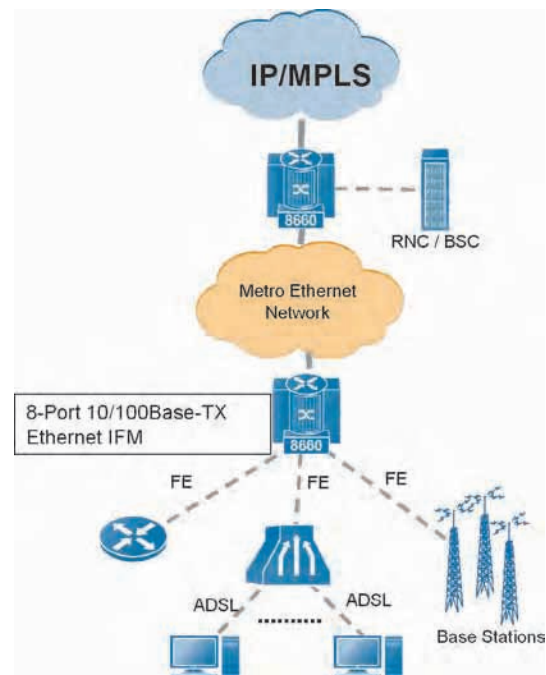 IP/MPLS
8660
RNC / BSC
Metro Ethernet
Network
8-Port 10/100Base-TX
Ethernet IFM
8660
FE
FE
FE
ADSL
ADSL
Base Stations